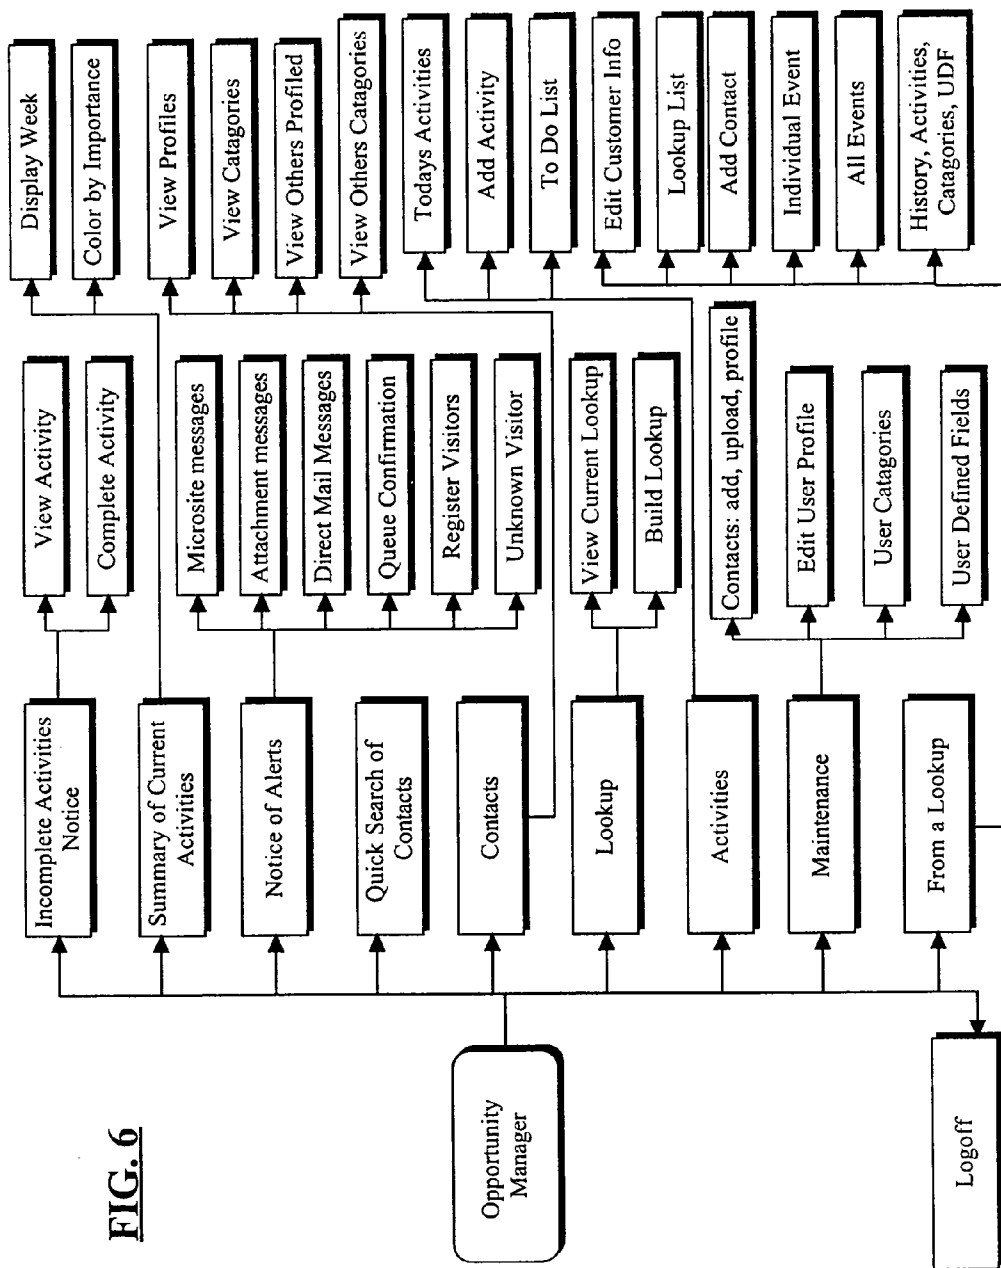 FIG. 6
Opportunity
Manager
Logoff
Incomplete Activities
Notice
Summary of Current
Activities
Notice of Alerts
Quick Search of
Contacts
Contacts
Lookup
Activities
Maintenance
From a Lookup
View Activity
Complete Activity
Microsite messages
Attachment messages
Direct Mail Messages
Queue Confirmation
Register Visitors
Unknown Visitor
View Current Lookup
Build Lookup
Contacts: add, upload, profile
Edit User Profile
User Catagories
User Defined Fields
Display Week
Color by Importance
View Profiles
View Catagories
View Others Profiled
View Others Catagories
Todays Activities
Add Activity
To Do List
Edit Customer Info
Lookup List
Add Contact
Individual Event
All Events
History, Activities,
Catagories, UDF